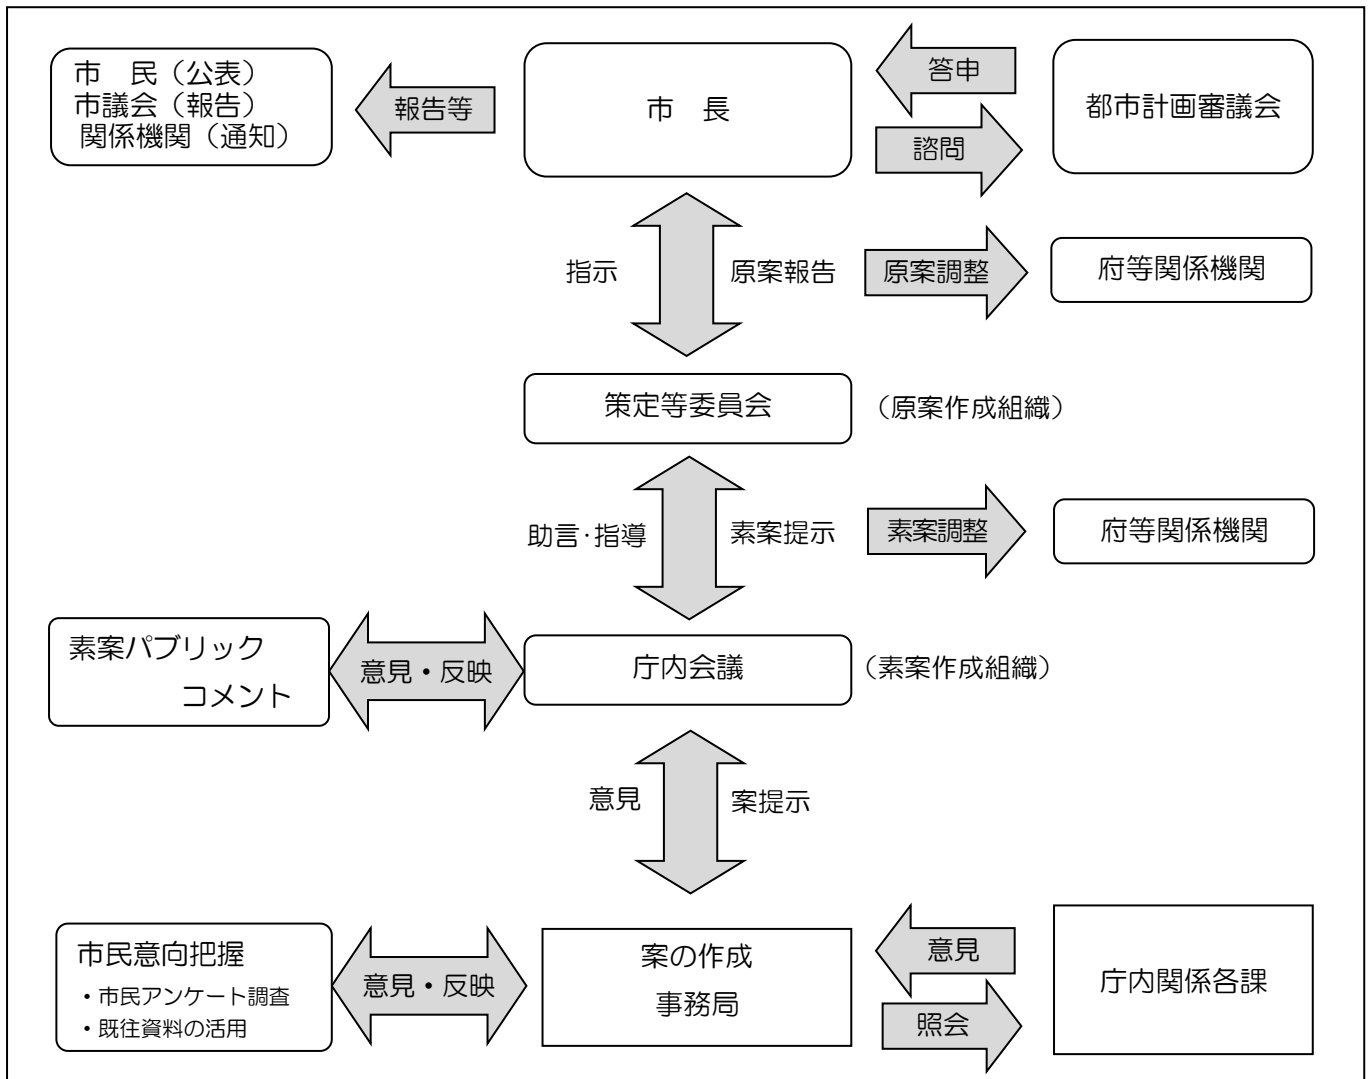 市　民（公表）
市議会（報告）
関係機関（通知）
報告等
市　長
答申
諮問
都市計画審議会
指示
原案報告
原案調整
府等関係機関
策定等委員会
（原案作成組織）
助言･指導
素案提示
素案調整
府等関係機関
素案パブリック
コメント
意見・反映
庁内会議
（素案作成組織）
意見
案提示
市民意向把握
・市民アンケート調査
・既往資料の活用
意見・反映
案の作成
事務局
意見
照会
庁内関係各課